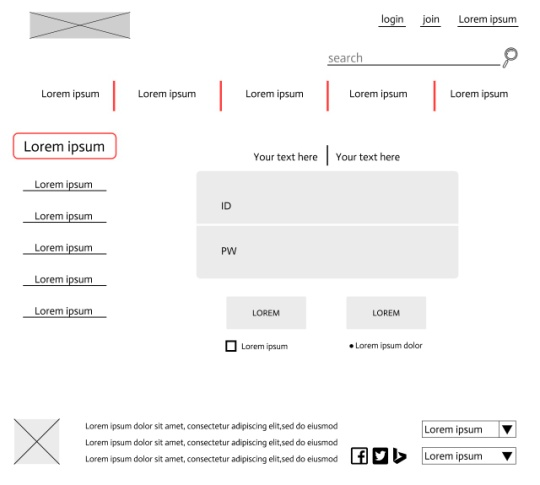 login join Lorem ipsum
search
Lorem ipsum Lorem ipsum Lorem ipsum Lorem ipsum Lorem ipsum
Lorem ipsum
Lorem ipsum
Lorem ipsum
Lorem ipsum
Lorem ipsum
Lorem ipsum
Your text here Your text here
ID
PW
LOREM LOREM
Lorem ipsum •Lorem ipsum dolor
Lorem ipsum dolor sit amet, consectetur adipiscing elit,sed do eiusmod
Lorem ipsum dolor sit amet, consectetur adipiscing elit,sed do eiusmod
Lorem ipsum dolor sit amet, consectetur adipiscing elit,sed do eiusmod
Lorem ipsum
Lorem ipsum